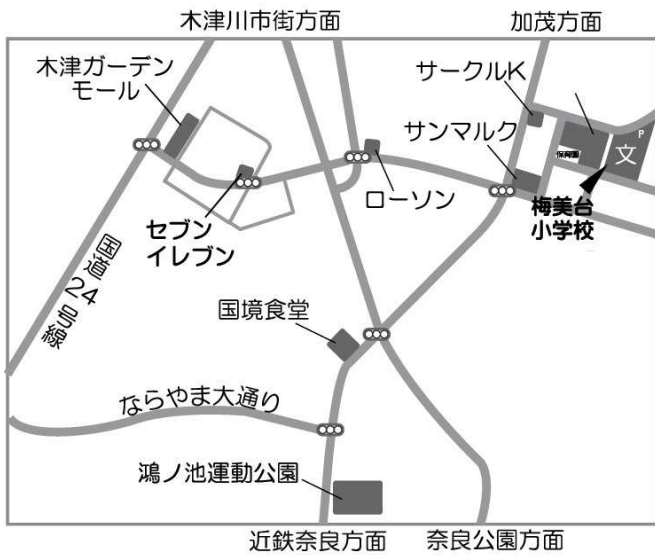 木津川市街方面
加茂方面
木津ガーデン
モール
サークルK
サンマルク
P
文
保育園
ローソン
梅美台
小学校
セブン
イレブン
国道24号線
国境食堂
ならやま大通り
鴻ノ池運動公園
近鉄奈良方面
奈良公園方面